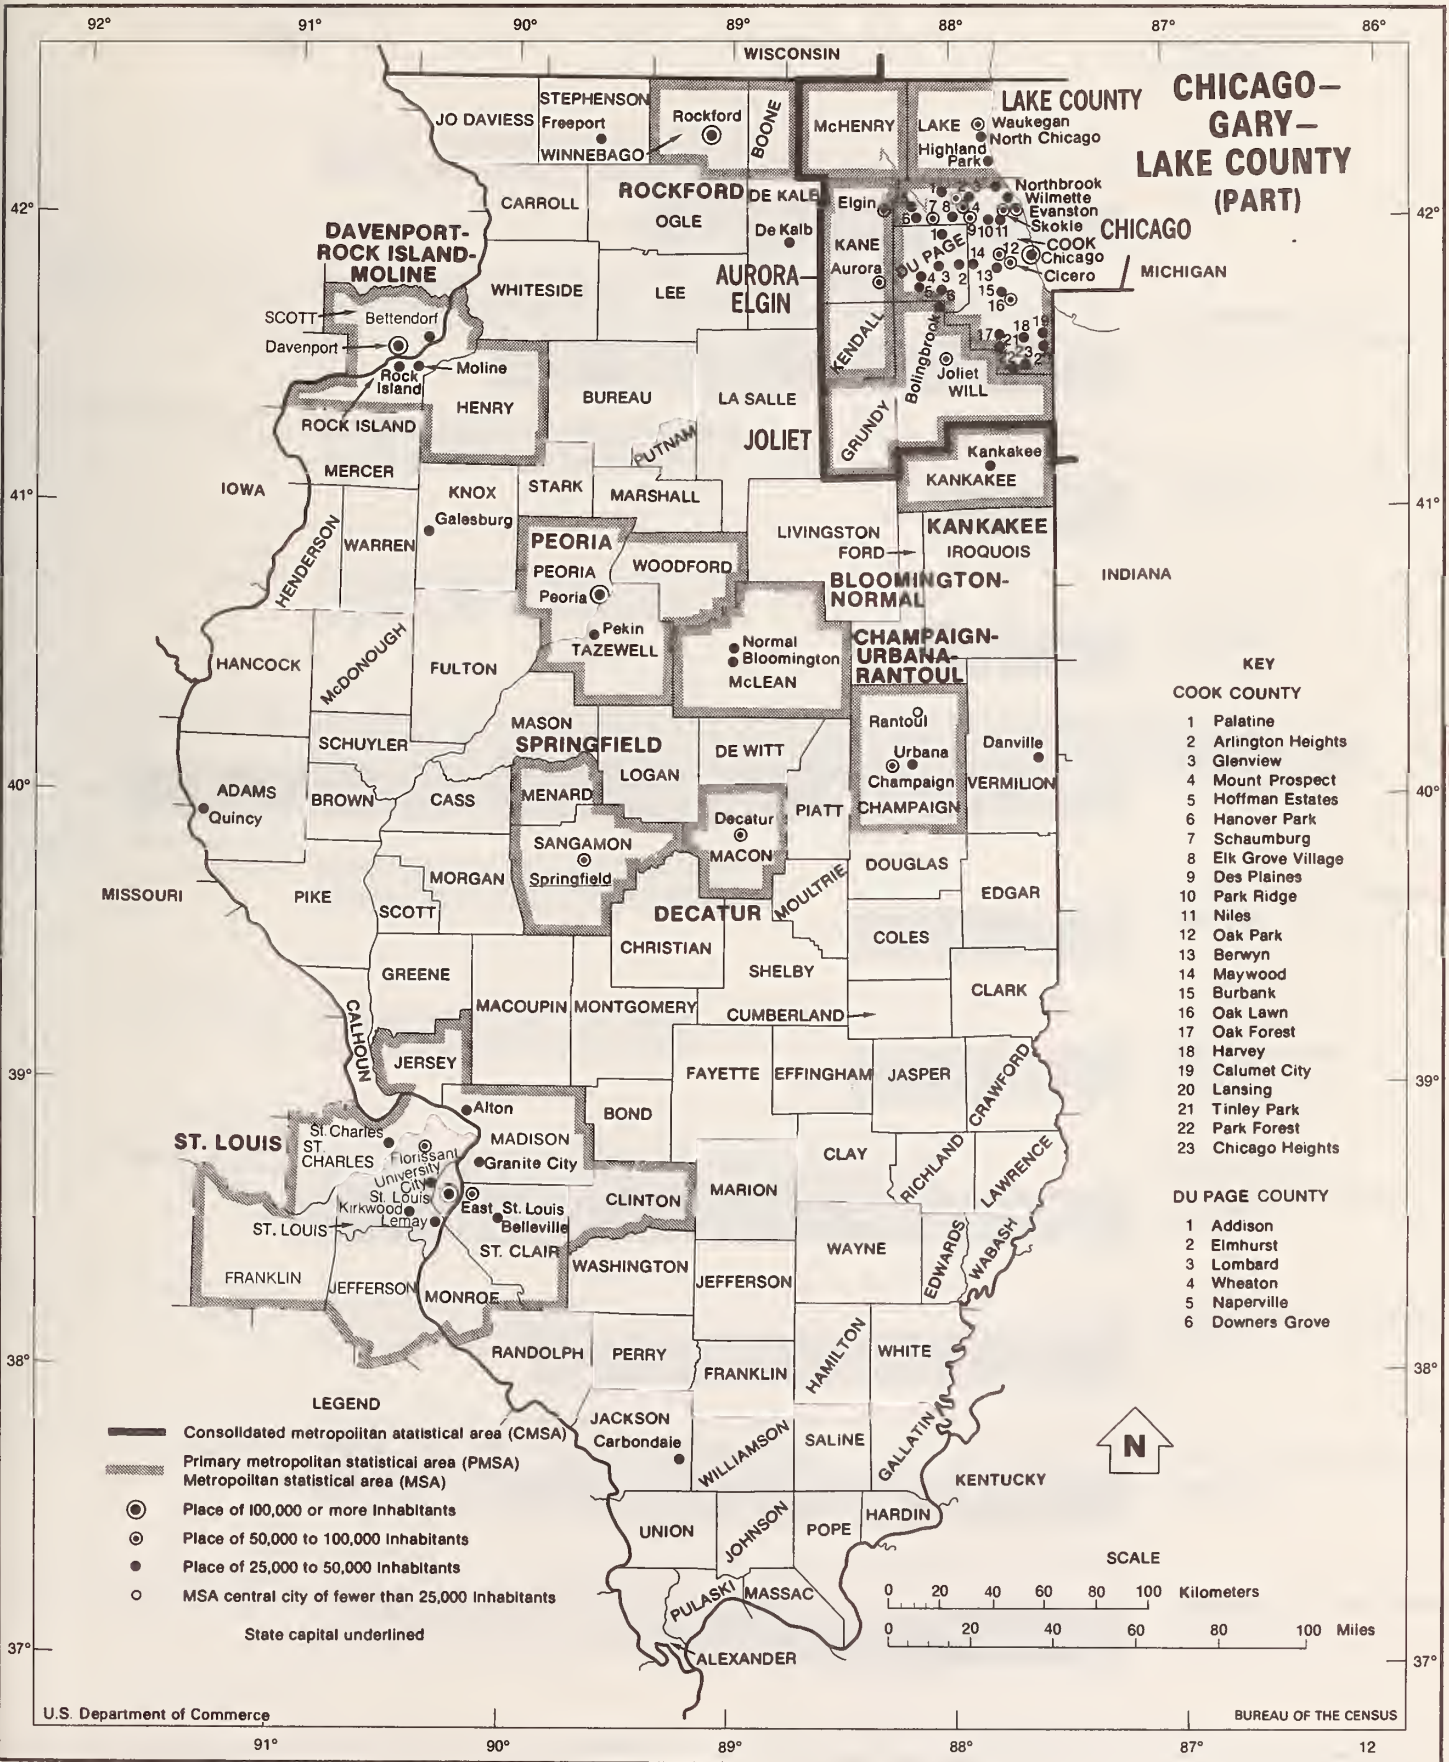 92° 91° 90° 89° 88° 87° 86°
WISCONSIN
CHICAGO–
GARY–
LAKE COUNTY
(PART)
LAKE COUNTY
JO DAVIESS
STEPHENSON
Freeport
WINNEBAGO
Rockford
BOONE
McHENRY
LAKE
Waukegan
North Chicago
Highland
Park
ROCKFORD
CARROLL
OGLE
DE KALB
De Kalb
Elgin
KANE
Aurora
DU PAGE
Northbrook
Wilmette
Evanston
Skokie
COOK
Chicago
Cicero
CHICAGO
MICHIGAN
42°
42°
DAVENPORT-
ROCK ISLAND-
MOLINE
AURORA–
ELGIN
WHITESIDE
LEE
SCOTT
Bettendorf
Davenport
Rock
Island
Moline
ROCK ISLAND
HENRY
BUREAU
LA SALLE
PUTNAM
KENDALL
GRUNDY
Bolingbrook
Joliet
WILL
JOLIET
MERCER
IOWA
KNOX
Galesburg
STARK
MARSHALL
Kankakee
KANKAKEE
KANKAKEE
41°
41°
HENDERSON
WARREN
PEORIA
PEORIA
Peoria
WOODFORD
LIVINGSTON
FORD
IROQUOIS
INDIANA
BLOOMINGTON-
NORMAL
Pekin
TAZEWELL
Normal
Bloomington
McLEAN
CHAMPAIGN-
URBANA-
RANTOUL
HANCOCK
McDONOUGH
FULTON
MASON
SPRINGFIELD
SCHUYLER
LOGAN
DE WITT
Rantoul
Urbana
Champaign
CHAMPAIGN
Danville
VERMILION
40°
40°
ADAMS
Quincy
BROWN
CASS
MENARD
PIATT
Decatur
MACON
SANGAMON
Springfield
DOUGLAS
MISSOURI
PIKE
MORGAN
SCOTT
DECATUR
MOULTRIE
EDGAR
CHRISTIAN
COLES
SHELBY
GREENE
MACOUPIN
MONTGOMERY
CUMBERLAND
CLARK
CALHOUN
JERSEY
FAYETTE
EFFINGHAM
JASPER
CRAWFORD
39°
39°
Alton
BOND
MADISON
Granite City
ST. LOUIS
St. Charles
ST.
CHARLES
Florissant
University
City
St. Louis
Kirkwood
Lemay
ST. LOUIS
East St. Louis
Belleville
ST. CLAIR
CLINTON
MARION
CLAY
RICHLAND
LAWRENCE
FRANKLIN
JEFFERSON
MONROE
WASHINGTON
JEFFERSON
WAYNE
EDWARDS
WABASH
38°
38°
RANDOLPH
PERRY
FRANKLIN
HAMILTON
WHITE
JACKSON
Carbondale
WILLIAMSON
SALINE
GALLATIN
KENTUCKY
UNION
JOHNSON
POPE
HARDIN
PULASKI
MASSAC
ALEXANDER
37°
37°
KEY
COOK COUNTY
1 Palatine
2 Arlington Heights
3 Glenview
4 Mount Prospect
5 Hoffman Estates
6 Hanover Park
7 Schaumburg
8 Elk Grove Village
9 Des Plaines
10 Park Ridge
11 Niles
12 Oak Park
13 Berwyn
14 Maywood
15 Burbank
16 Oak Lawn
17 Oak Forest
18 Harvey
19 Calumet City
20 Lansing
21 Tinley Park
22 Park Forest
23 Chicago Heights
DU PAGE COUNTY
1 Addison
2 Elmhurst
3 Lombard
4 Wheaton
5 Naperville
6 Downers Grove
LEGEND
Consolidated metropolitan statistical area (CMSA)
Primary metropolitan statistical area (PMSA)
Metropolitan statistical area (MSA)
Place of 100,000 or more inhabitants
Place of 50,000 to 100,000 inhabitants
Place of 25,000 to 50,000 inhabitants
MSA central city of fewer than 25,000 inhabitants
State capital underlined
N
SCALE
0 20 40 60 80 100 Kilometers
0 20 40 60 80 100 Miles
U.S. Department of Commerce
BUREAU OF THE CENSUS
91° 90° 89° 88° 87° 12